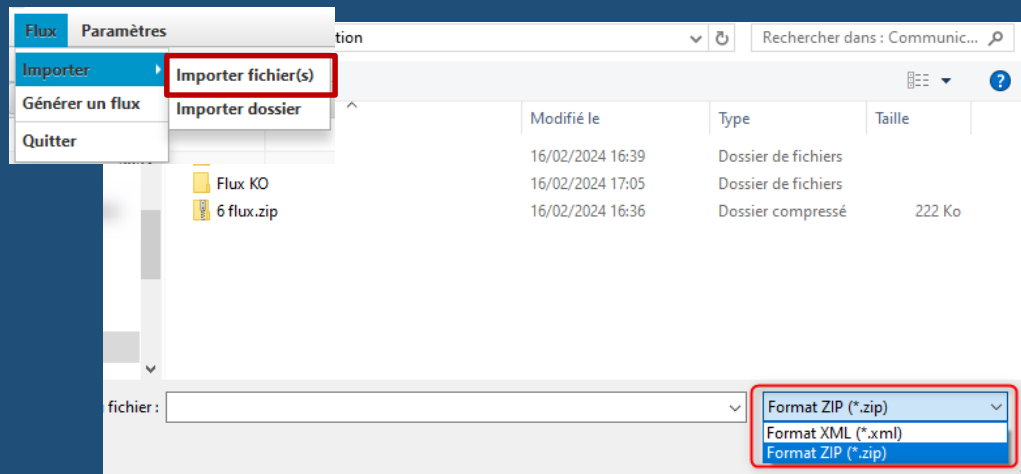 Flux Paramètres
Importer
Importer fichier(s)
Générer un flux
Importer dossier
Quitter
tion
Rechercher dans : Communic...
?
Modifié le Type Taille
16/02/2024 16:39 Dossier de fichiers
Flux KO 16/02/2024 17:05 Dossier de fichiers
6 flux.zip 16/02/2024 16:36 Dossier compressé 222 Ko
fichier :
Format ZIP (*.zip)
Format XML (*.xml)
Format ZIP (*.zip)